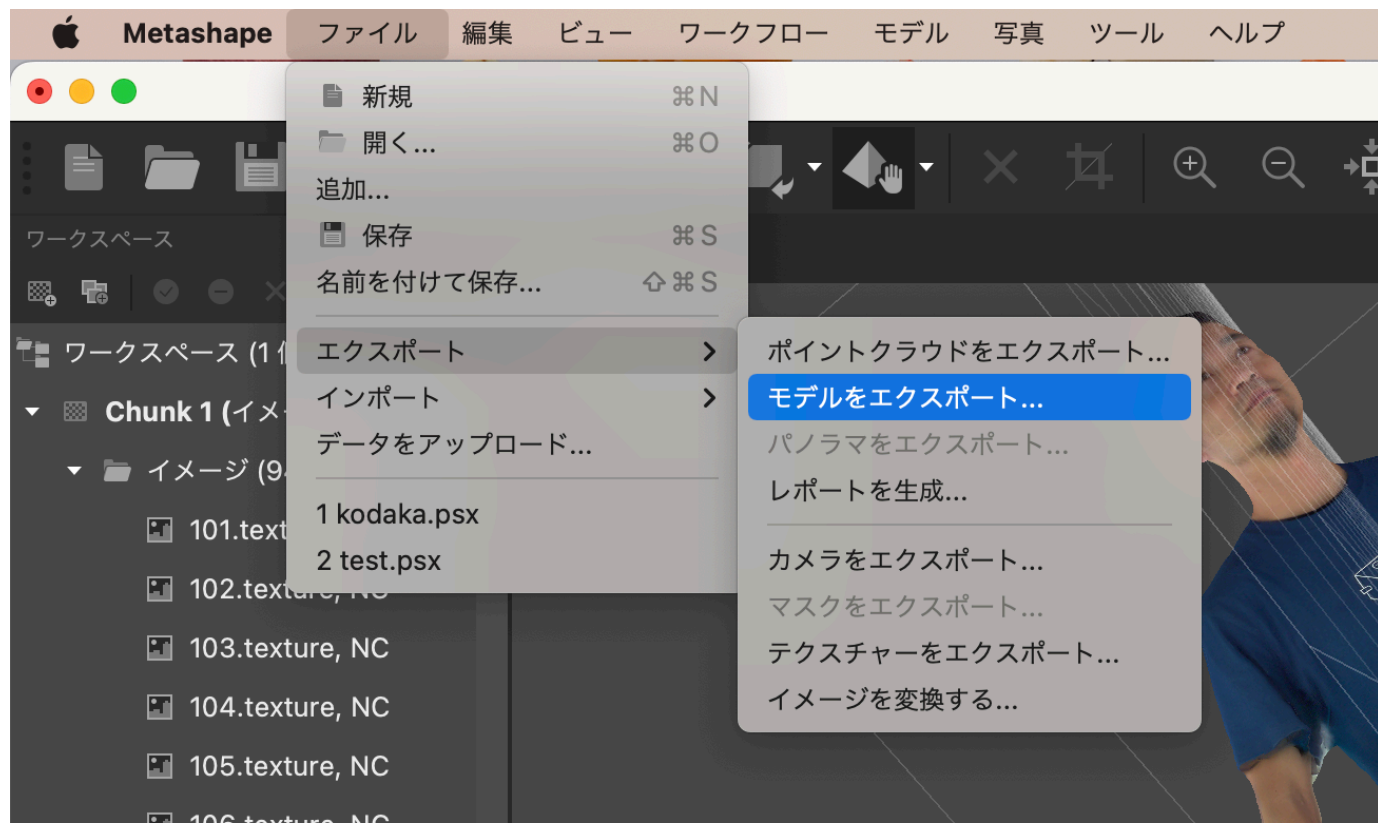 Metashape ファイル 編集 ビュー ワークフロー モデル 写真 ツール ヘルプ
新規 ⌘N
開く... ⌘O
追加...
保存 ⌘S
名前を付けて保存... ⇧⌘S
エクスポート
インポート
データをアップロード...
1 kodaka.psx
2 test.psx
ポイントクラウドをエクスポート...
モデルをエクスポート...
パノラマをエクスポート...
レポートを生成...
カメラをエクスポート...
マスクをエクスポート...
テクスチャーをエクスポート...
イメージを変換する...
ワークスペース
ワークスペース (1
Chunk 1 (イメ
イメージ (9
101.text
102.texture, NC
103.texture, NC
104.texture, NC
105.texture, NC
106.texture, NC